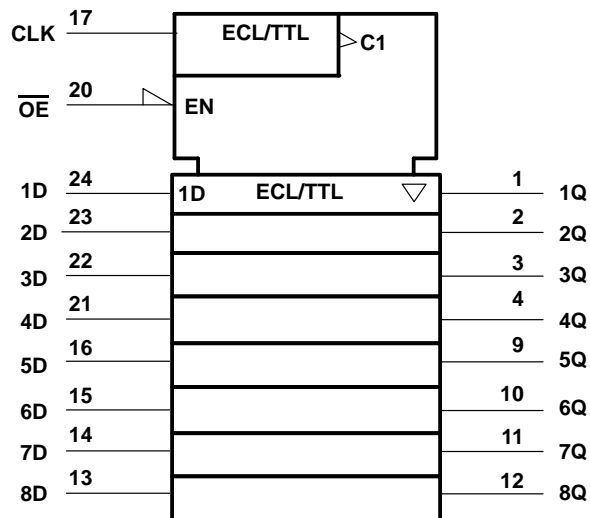 17
CLK ECL/TTL C1
20
OE EN
24 1
1D 1D ECL/TTL 1Q
23 2
2D 2Q
22 3
3D 3Q
21 4
4D 4Q
16 9
5D 5Q
15 10
6D 6Q
14 11
7D 7Q
13 12
8D 8Q